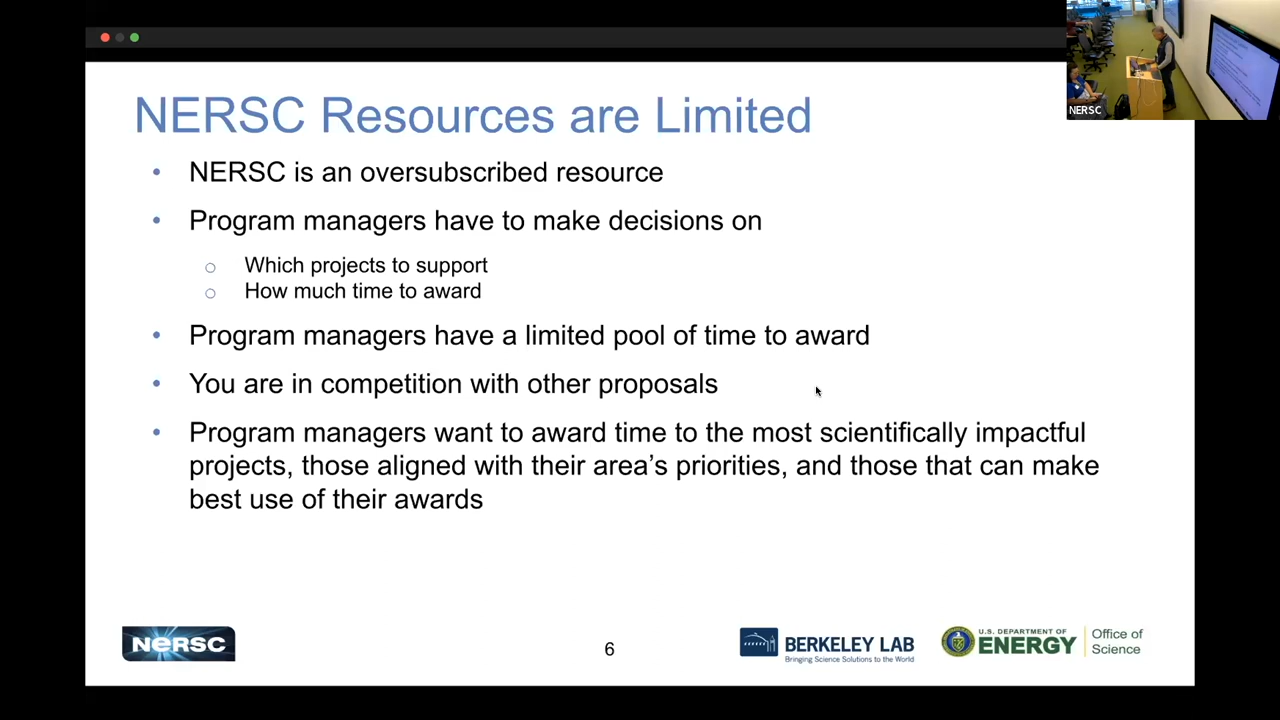 NERSC
NERSC Resources are Limited
• NERSC is an oversubscribed resource
• Program managers have to make decisions on
○ Which projects to support
○ How much time to award
• Program managers have a limited pool of time to award
• You are in competition with other proposals
• Program managers want to award time to the most scientifically impactful
projects, those aligned with their area's priorities, and those that can make
best use of their awards
NERSC
6
BERKELEY LAB
Bringing Science Solutions to the World
U.S. DEPARTMENT OF
ENERGY
Office of
Science